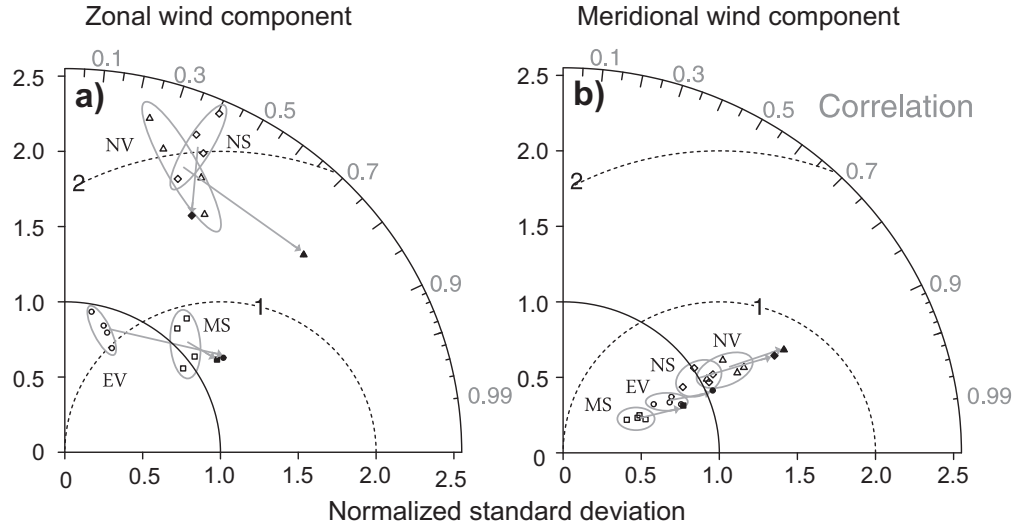 Zonal wind component
Meridional wind component
a)
0.1
0.3
0.5
0.7
0.9
0.99
2.5
2.0
1.5
1.0
0.5
0
2
1
NV
NS
MS
EV
0
0.5
1.0
1.5
2.0
2.5
b)
Correlation
0.1
0.3
0.5
0.7
0.9
0.99
2.5
2.0
1.5
1.0
0.5
0
2
1
NV
NS
EV
MS
0
0.5
1.0
1.5
2.0
2.5
Normalized standard deviation